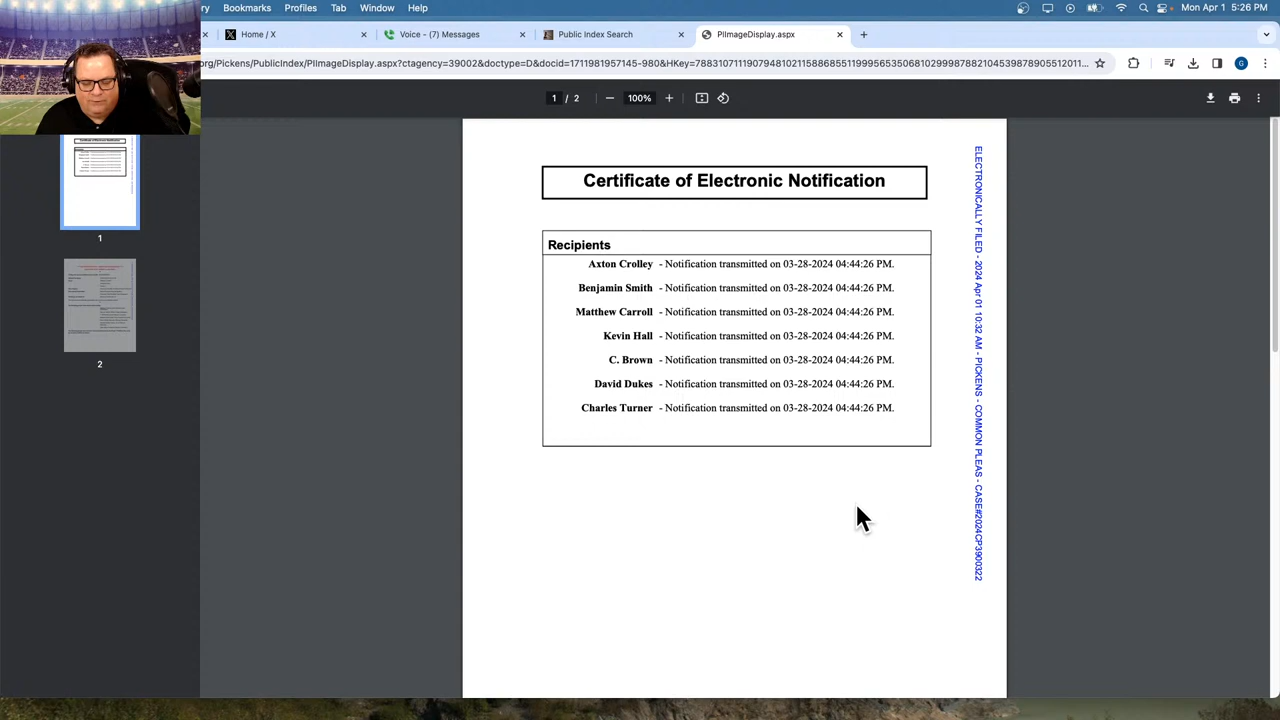 ry Bookmarks Profiles Tab Window Help
Mon Apr 1 5:26 PM
Home / X
Voice - (7) Messages
Public Index Search
PIImageDisplay.aspx
1 / 2
100%
Certificate of Electronic Notification
Recipients
Axton Crolley - Notification transmitted on 03-28-2024 04:44:26 PM.
Benjamin Smith - Notification transmitted on 03-28-2024 04:44:26 PM.
Matthew Carroll - Notification transmitted on 03-28-2024 04:44:26 PM.
Kevin Hall - Notification transmitted on 03-28-2024 04:44:26 PM.
C. Brown - Notification transmitted on 03-28-2024 04:44:26 PM.
David Dukes - Notification transmitted on 03-28-2024 04:44:26 PM.
Charles Turner - Notification transmitted on 03-28-2024 04:44:26 PM.
ELECTRONICALLY FILED - 2024 Apr 01 10:32 AM - PICKENS - COMMON PLEAS - CASE#2024CP3900322
1
2